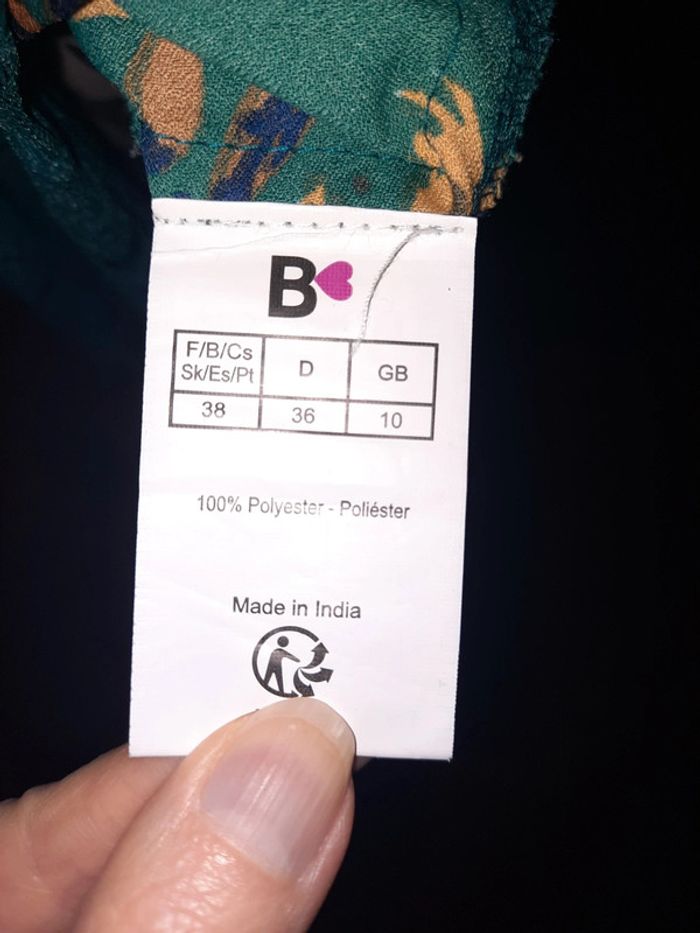 B
F/B/Cs
Sk/Es/Pt
D
GB
38
36
10
100% Polyester - Poliéster
Made in India